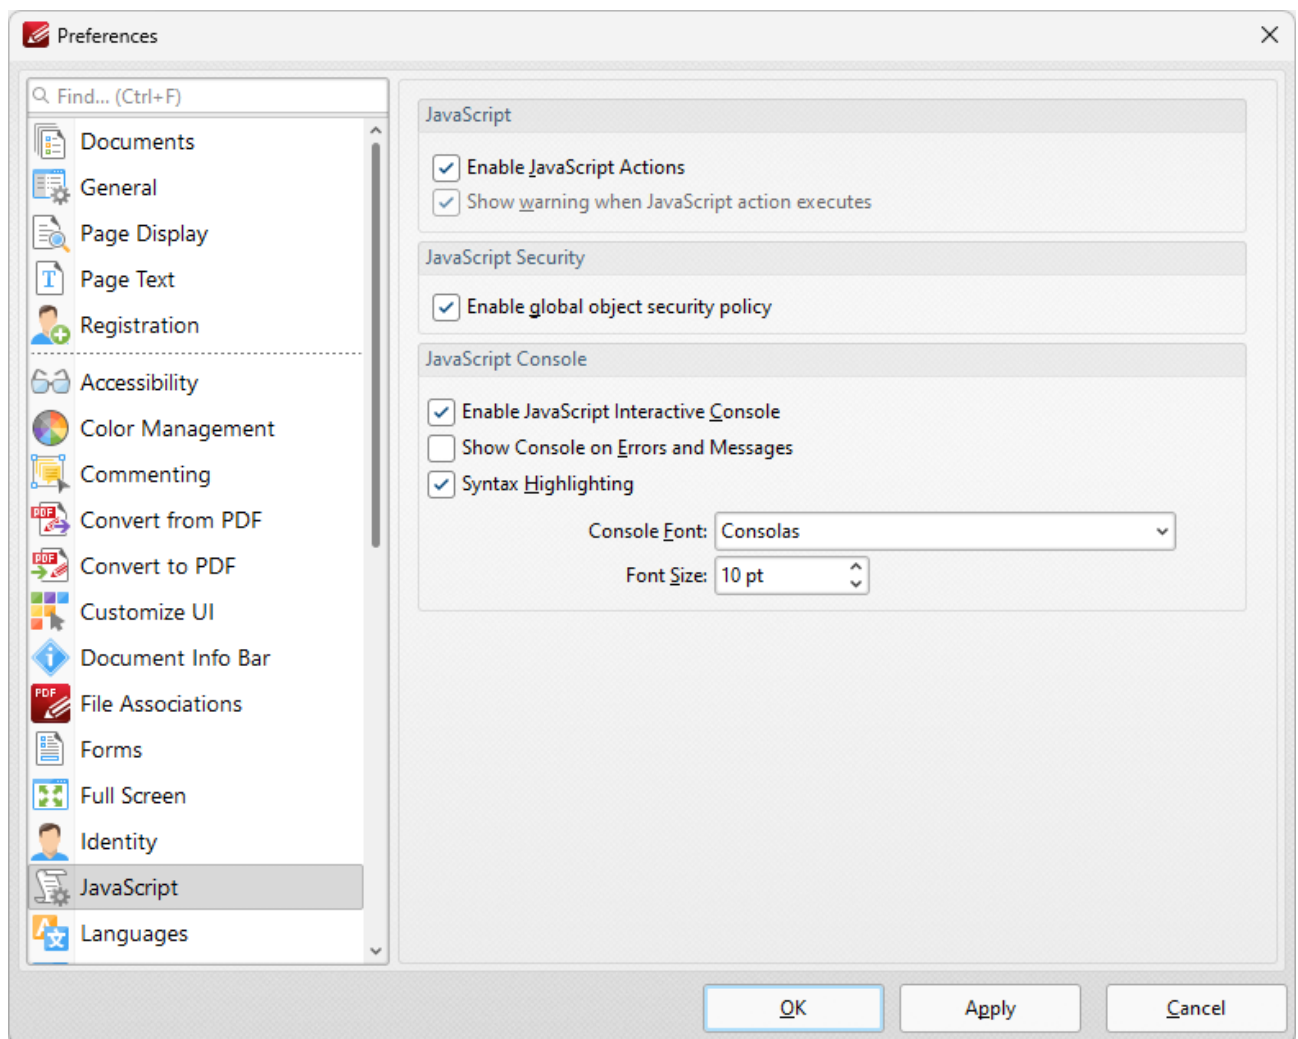 Preferences
Find... (Ctrl+F)
Documents
General
Page Display
Page Text
Registration
Accessibility
Color Management
Commenting
Convert from PDF
Convert to PDF
Customize UI
Document Info Bar
File Associations
Forms
Full Screen
Identity
JavaScript
Languages
JavaScript
Enable JavaScript Actions
Show warning when JavaScript action executes
JavaScript Security
Enable global object security policy
JavaScript Console
Enable JavaScript Interactive Console
Show Console on Errors and Messages
Syntax Highlighting
Console Font: Consolas
Font Size: 10 pt
OK Apply Cancel